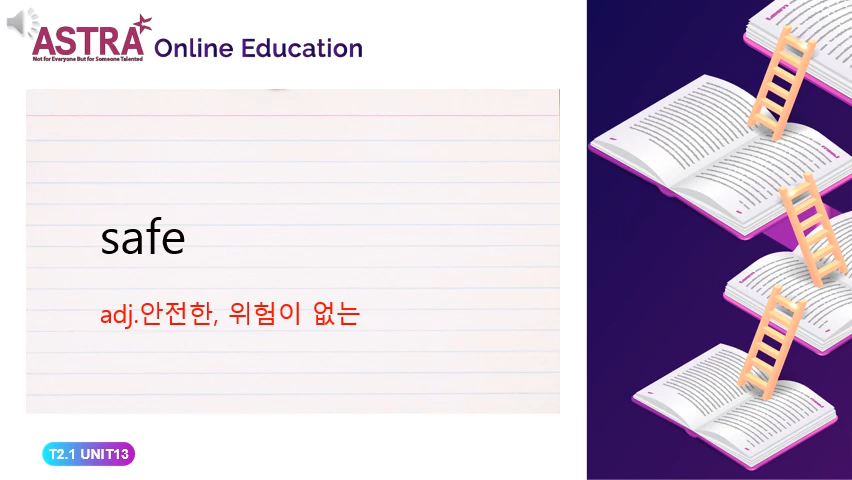 ASTRA
Not for Everyone But for Someone Talented
Online Education
safe
adj.안전한, 위험이 없는
T2.1 UNIT13